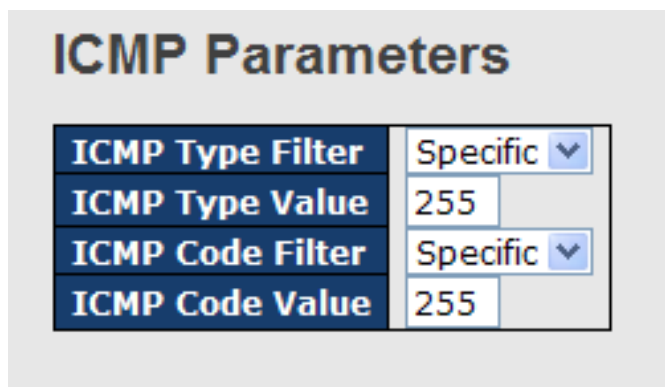 ICMP Parameters
ICMP Type Filter Specific
ICMP Type Value 255
ICMP Code Filter Specific
ICMP Code Value 255